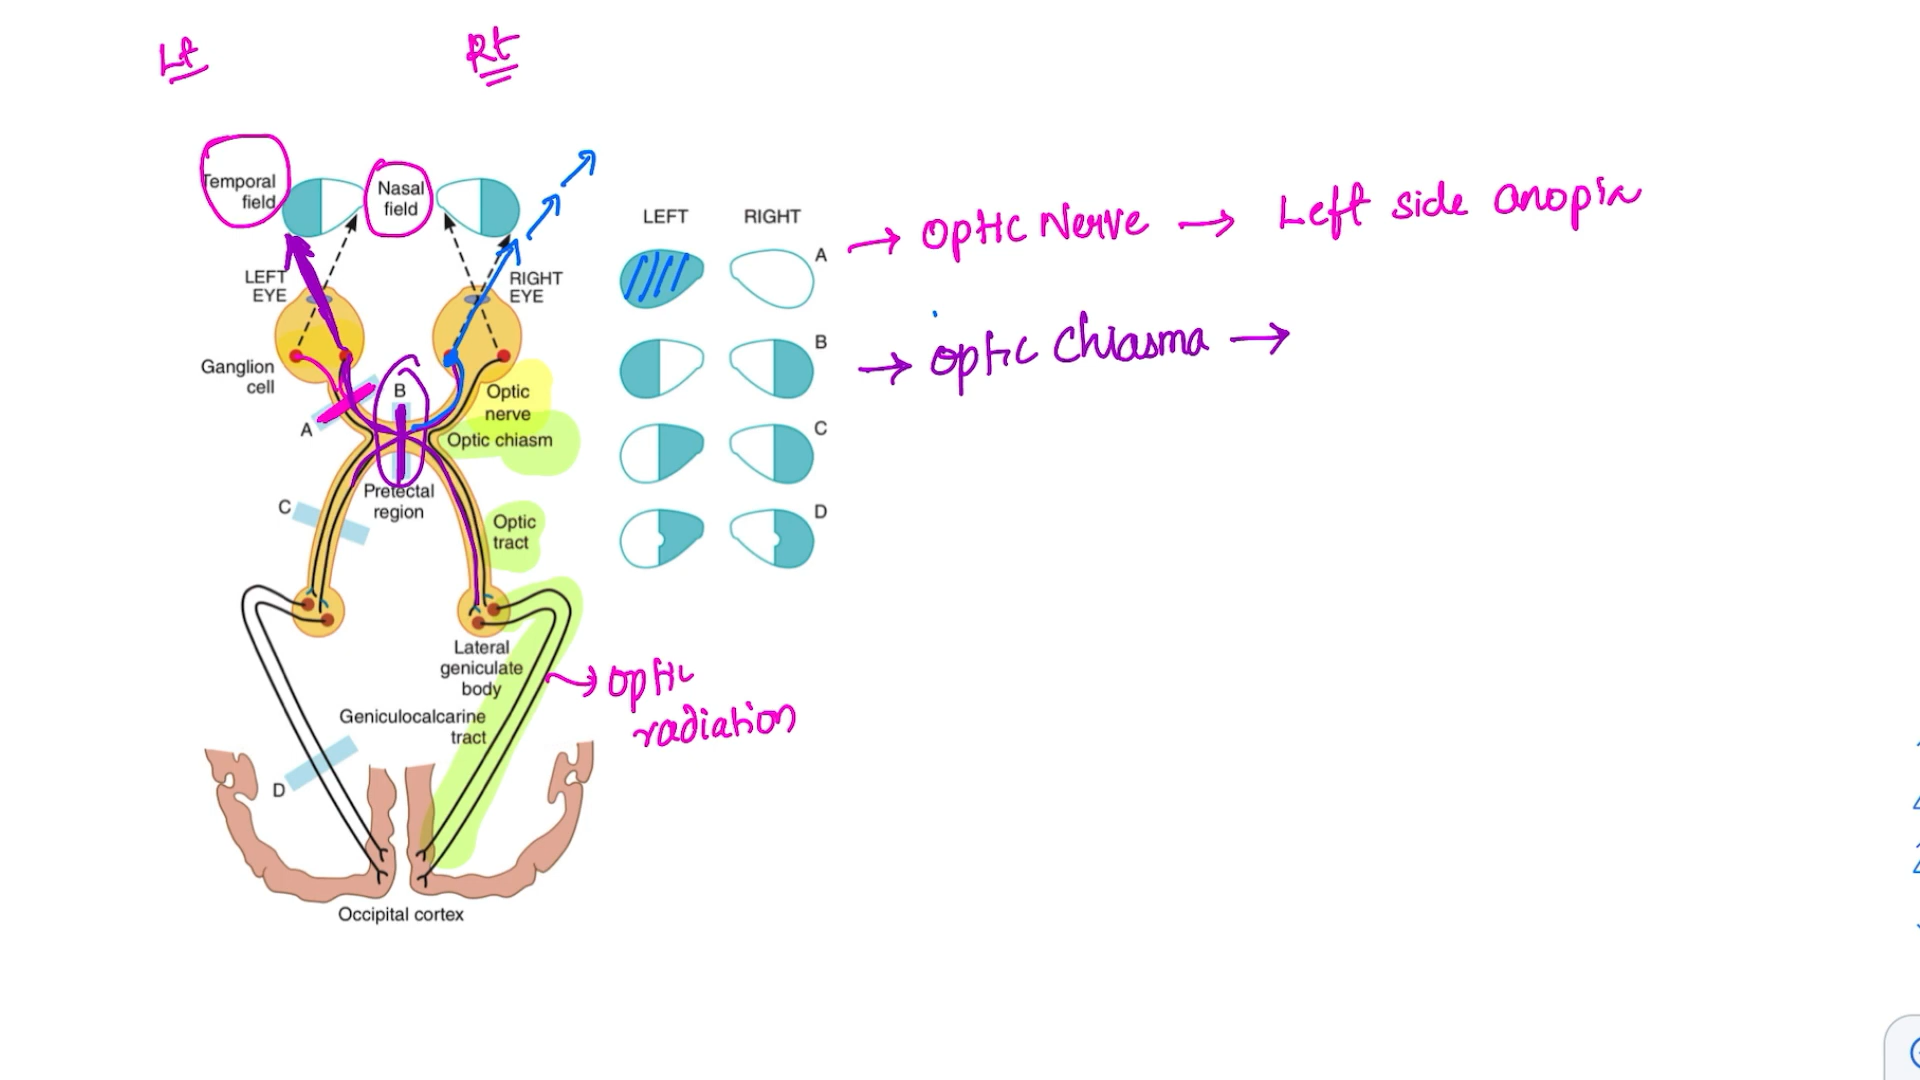 Lt
Rt
Temporal
field
Nasal
field
LEFT
EYE
RIGHT
EYE
Ganglion
cell
A
B
Optic
nerve
Optic chiasm
Pretectal
region
C
Optic
tract
Lateral
geniculate
body
Geniculocalcarine
tract
D
Occipital cortex
LEFT RIGHT
A
B
C
D
→ Optic Nerve → Left side anopia
→ Optic Chiasma →
→ Optic
radiation